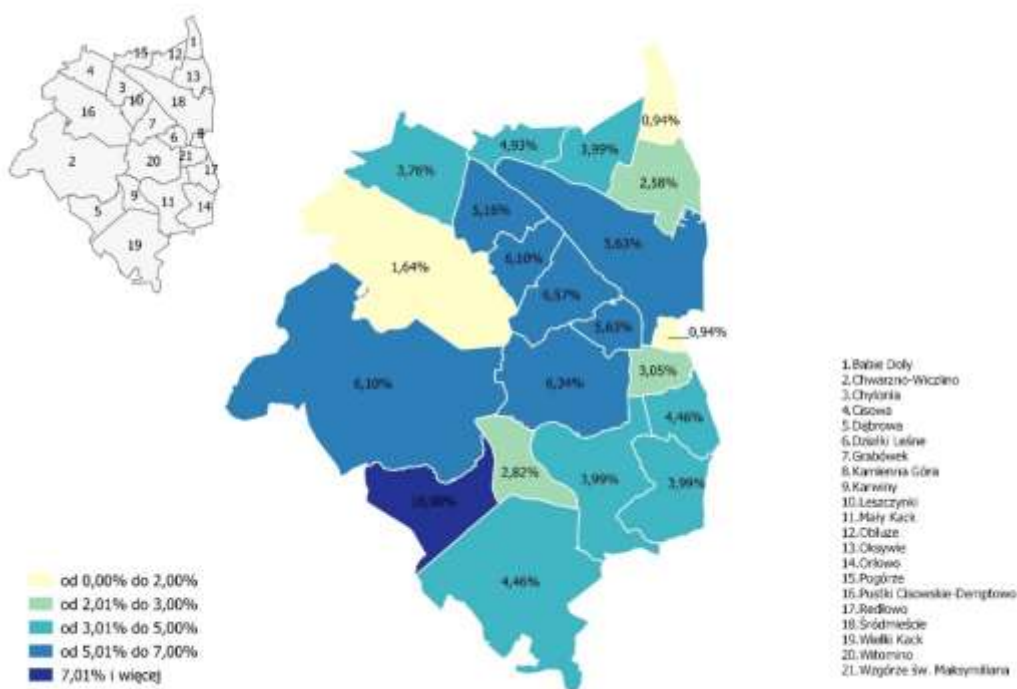 1
15
12
4
13
3
10
18
16
7
6
8
2
20
21
17
9
11
5
14
19
0,94%
4,93%
3,99%
3,76%
2,58%
5,16%
5,63%
6,10%
1,64%
6,57%
5,63%
0,94%
3,05%
6,10%
6,34%
4,46%
2,82%
3,99%
3,99%
4,46%
od 0,00% do 2,00%
od 2,01% do 3,00%
od 3,01% do 5,00%
od 5,01% do 7,00%
7,01% i więcej
1.Babie Doły
2.Chwarzno-Wiczlino
3.Chylonia
4.Cisowa
5.Dąbrowa
6.Działki Leśne
7.Grabówek
8.Kamienna Góra
9.Karwiny
10.Leszczynki
11.Mały Kack
12.Obłuże
13.Oksywie
14.Orłowo
15.Pogórze
16.Pustki Cisowskie-Demptowo
17.Redłowo
18.Śródmieście
19.Wielki Kack
20.Witomino
21.Wzgórze św. Maksymiliana